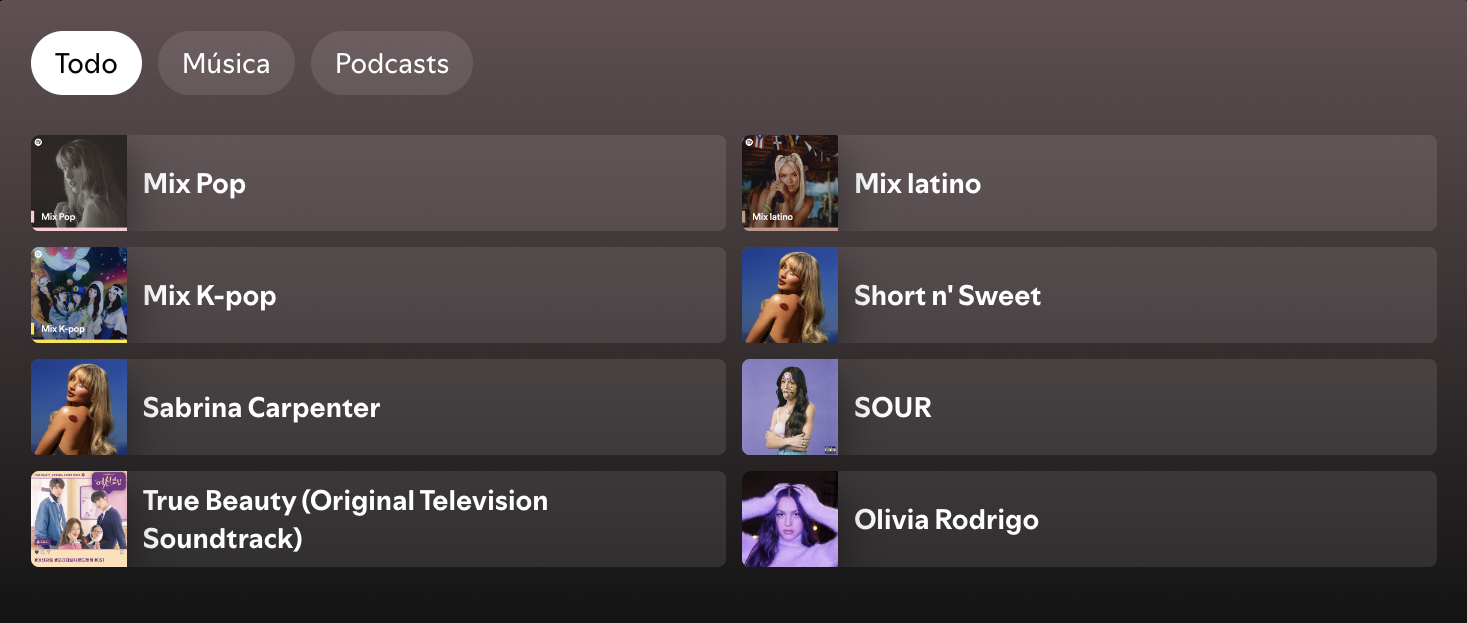 Todo
Música
Podcasts
Mix Pop
Mix Pop
Mix latino
Mix latino
Mix K-pop
Mix K-pop
Short n' Sweet
Sabrina Carpenter
SOUR
True Beauty (Original Television
Soundtrack)
Olivia Rodrigo